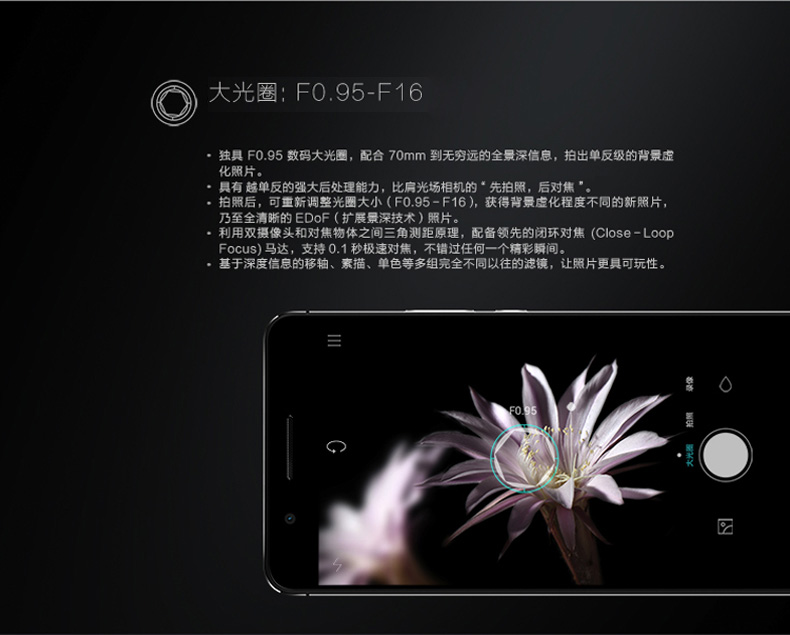 大光圈: F0.95-F16
• 独具 F0.95 数码大光圈，配合 70mm 到无穷远的全景深信息，拍出单反级的背景虚
化照片。
• 具有越单反的强大后处理能力，比肩光场相机的“先拍照，后对焦”。
• 拍照后，可重新调整光圈大小（F0.95-F16），获得背景虚化程度不同的新照片，
乃至全清晰的 EDoF（扩展景深技术）照片。
• 利用双摄像头和对焦物体之间三角测距原理，配备领先的闭环对焦 (Close-Loop
Focus) 马达，支持 0.1 秒极速对焦，不错过任何一个精彩瞬间。
• 基于深度信息的移轴、素描、单色等多组完全不同以往的滤镜，让照片更具可玩性。
F0.95
录像
拍照
大光圈